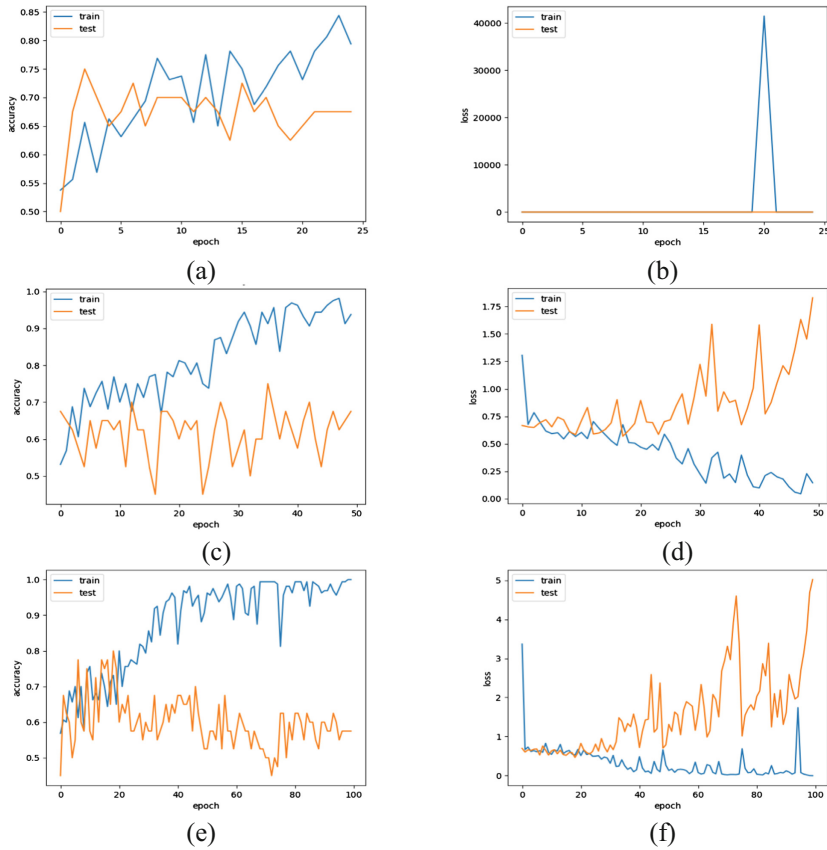 train
test
accuracy
0.85
0.80
0.75
0.70
0.65
0.60
0.55
0.50
0 5 10 15 20 25
epoch
(a)
train
test
loss
40000
30000
20000
10000
0
0 5 10 15 20 25
epoch
(b)
train
test
accuracy
1.0
0.9
0.8
0.7
0.6
0.5
0 10 20 30 40 50
epoch
(c)
train
test
loss
1.75
1.50
1.25
1.00
0.75
0.50
0.25
0.00
0 10 20 30 40 50
epoch
(d)
train
test
accuracy
1.0
0.9
0.8
0.7
0.6
0.5
0 20 40 60 80 100
epoch
(e)
train
test
loss
5
4
3
2
1
0
0 20 40 60 80 100
epoch
(f)